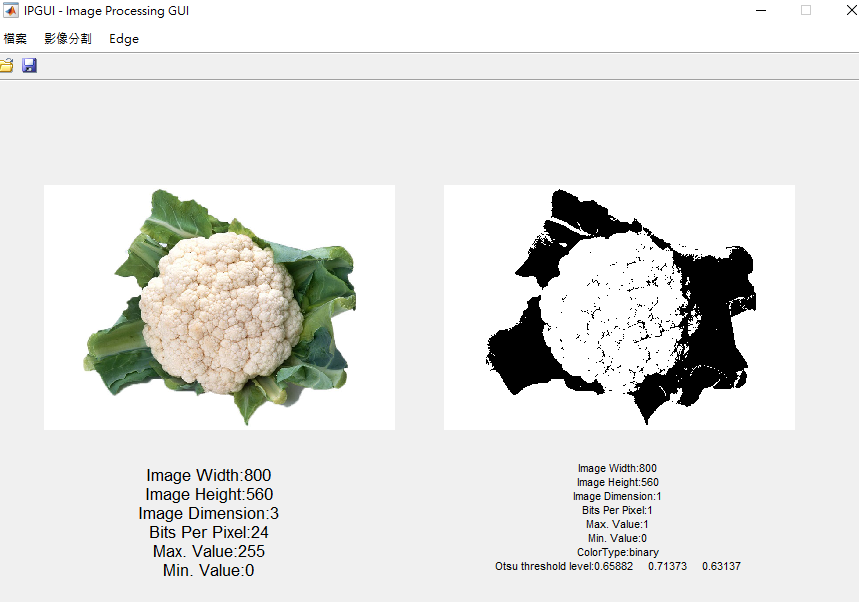 IPGUI - Image Processing GUI
檔案 影像分割 Edge
Image Width:800
Image Height:560
Image Dimension:3
Bits Per Pixel:24
Max. Value:255
Min. Value:0
Image Width:800
Image Height:560
Image Dimension:1
Bits Per Pixel:1
Max. Value:1
Min. Value:0
ColorType:binary
Otsu threshold level:0.65882 0.71373 0.63137